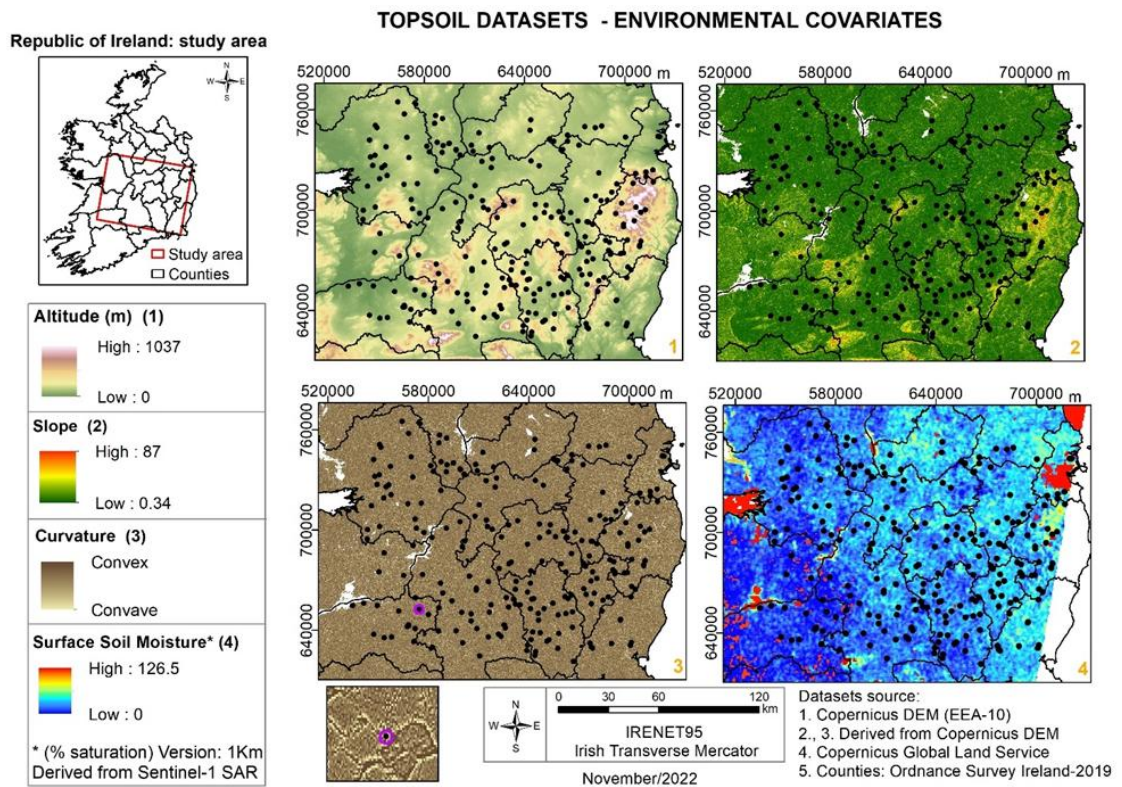 TOPSOIL DATASETS - ENVIRONMENTAL COVARIATES
Republic of Ireland: study area
N
W E
S
Study area
Counties
Altitude (m) (1)
High : 1037
Low : 0
Slope (2)
High : 87
Low : 0.34
Curvature (3)
Convex
Convave
Surface Soil Moisture* (4)
High : 126.5
Low : 0
* (% saturation) Version: 1Km
Derived from Sentinel-1 SAR
520000 580000 640000 700000 m
760000
700000
640000
1
520000 580000 640000 700000 m
760000
700000
640000
2
520000 580000 640000 700000 m
760000
700000
640000
3
520000 580000 640000 700000 m
760000
700000
640000
4
N
W E
S
0 30 60 120
km
IRENET95
Irish Transverse Mercator
November/2022
Datasets source:
1. Copernicus DEM (EEA-10)
2., 3. Derived from Copernicus DEM
4. Copernicus Global Land Service
5. Counties: Ordnance Survey Ireland-2019